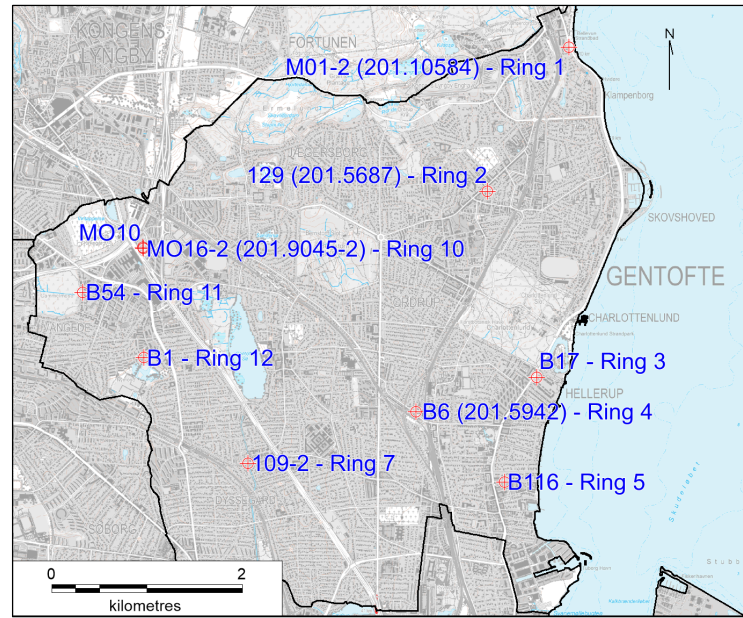 KONGENS
LYNGBY
FORTUNEN
N
M01-2 (201.10584) - Ring 1
Klampenborg
129 (201.5687) - Ring 2
SKOVSHOVED
MO10
MO16-2 (201.9045-2) - Ring 10
GENTOFTE
B54 - Ring 11
CHARLOTTENLUND
B1 - Ring 12
B17 - Ring 3
HELLERUP
B6 (201.5942) - Ring 4
109-2 - Ring 7
B116 - Ring 5
SØBORG
0 2
kilometres